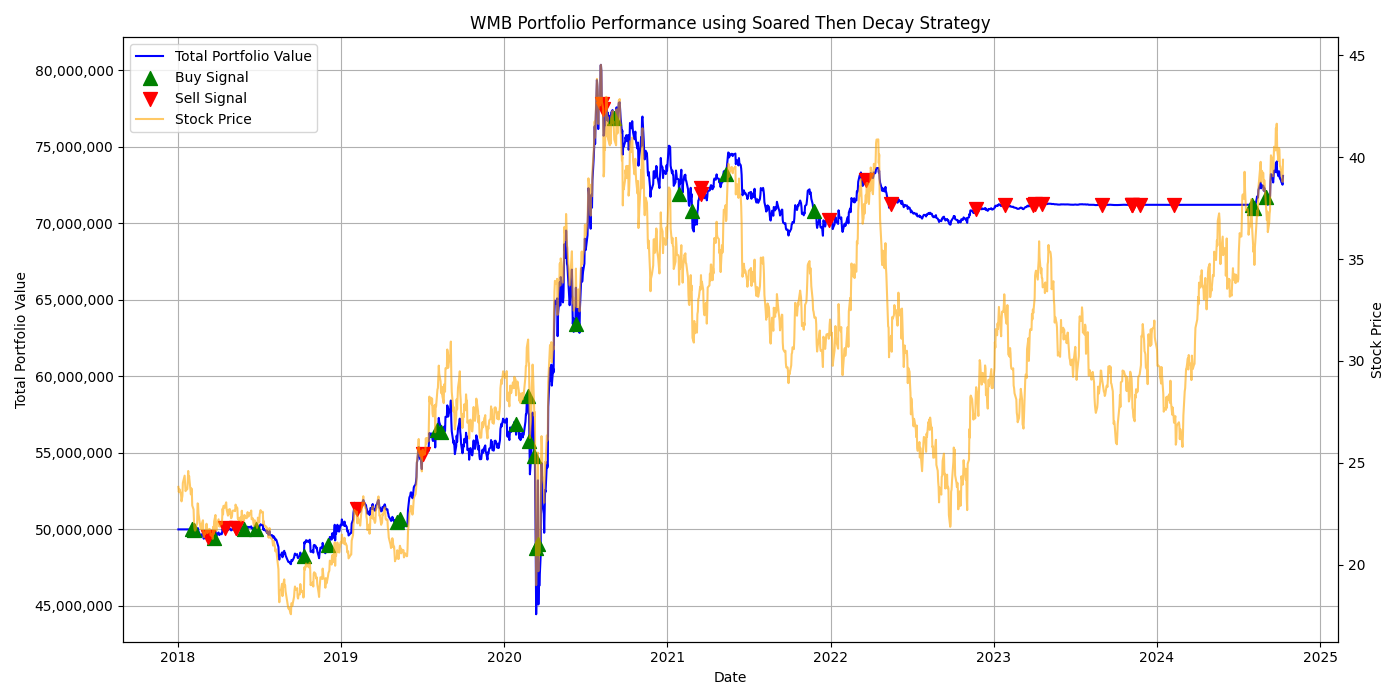 WMB Portfolio Performance using Soared Then Decay Strategy
Total Portfolio Value
Buy Signal
Sell Signal
Stock Price
80,000,000
75,000,000
70,000,000
65,000,000
60,000,000
55,000,000
50,000,000
45,000,000
Total Portfolio Value
45
40
35
30
25
20
Stock Price
2018
2019
2020
2021
2022
2023
2024
2025
Date